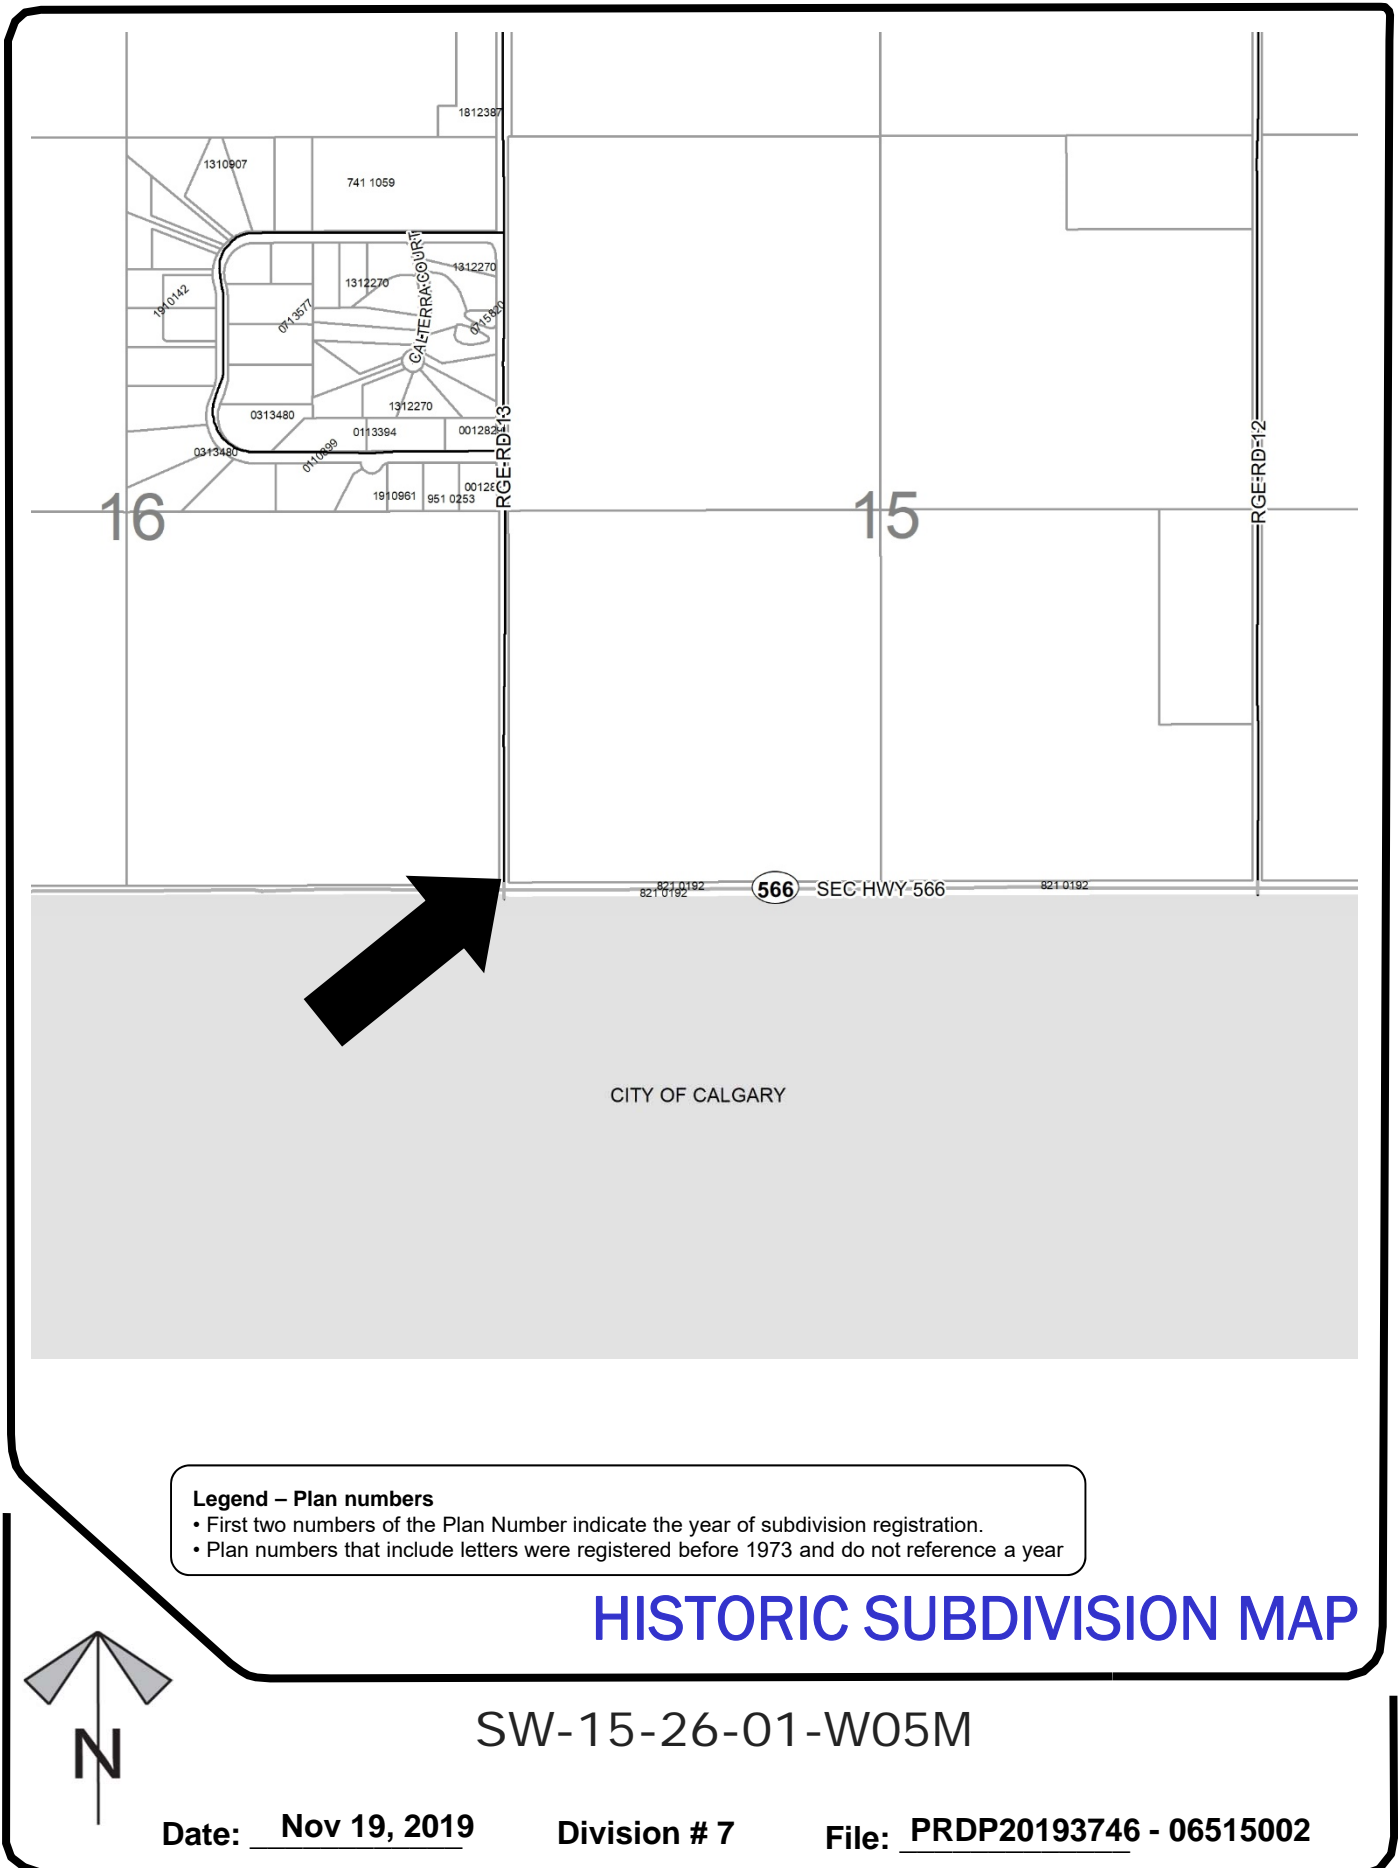 1812387
1310907
741 1059
1312270
1312270
CALTERRA COURT
1910142
0713577
0715820
1312270
0313480
0113394
001282
RGE RD 13
RGE RD 12
0313480
0110899
1910961
951 0253
00128
16
15
821 0192
821 0192
566
SEC HWY 566
821 0192
CITY OF CALGARY
Legend – Plan numbers
• First two numbers of the Plan Number indicate the year of subdivision registration.
• Plan numbers that include letters were registered before 1973 and do not reference a year
HISTORIC SUBDIVISION MAP
N
SW-15-26-01-W05M
Date: Nov 19, 2019 Division # 7 File: PRDP20193746 - 06515002